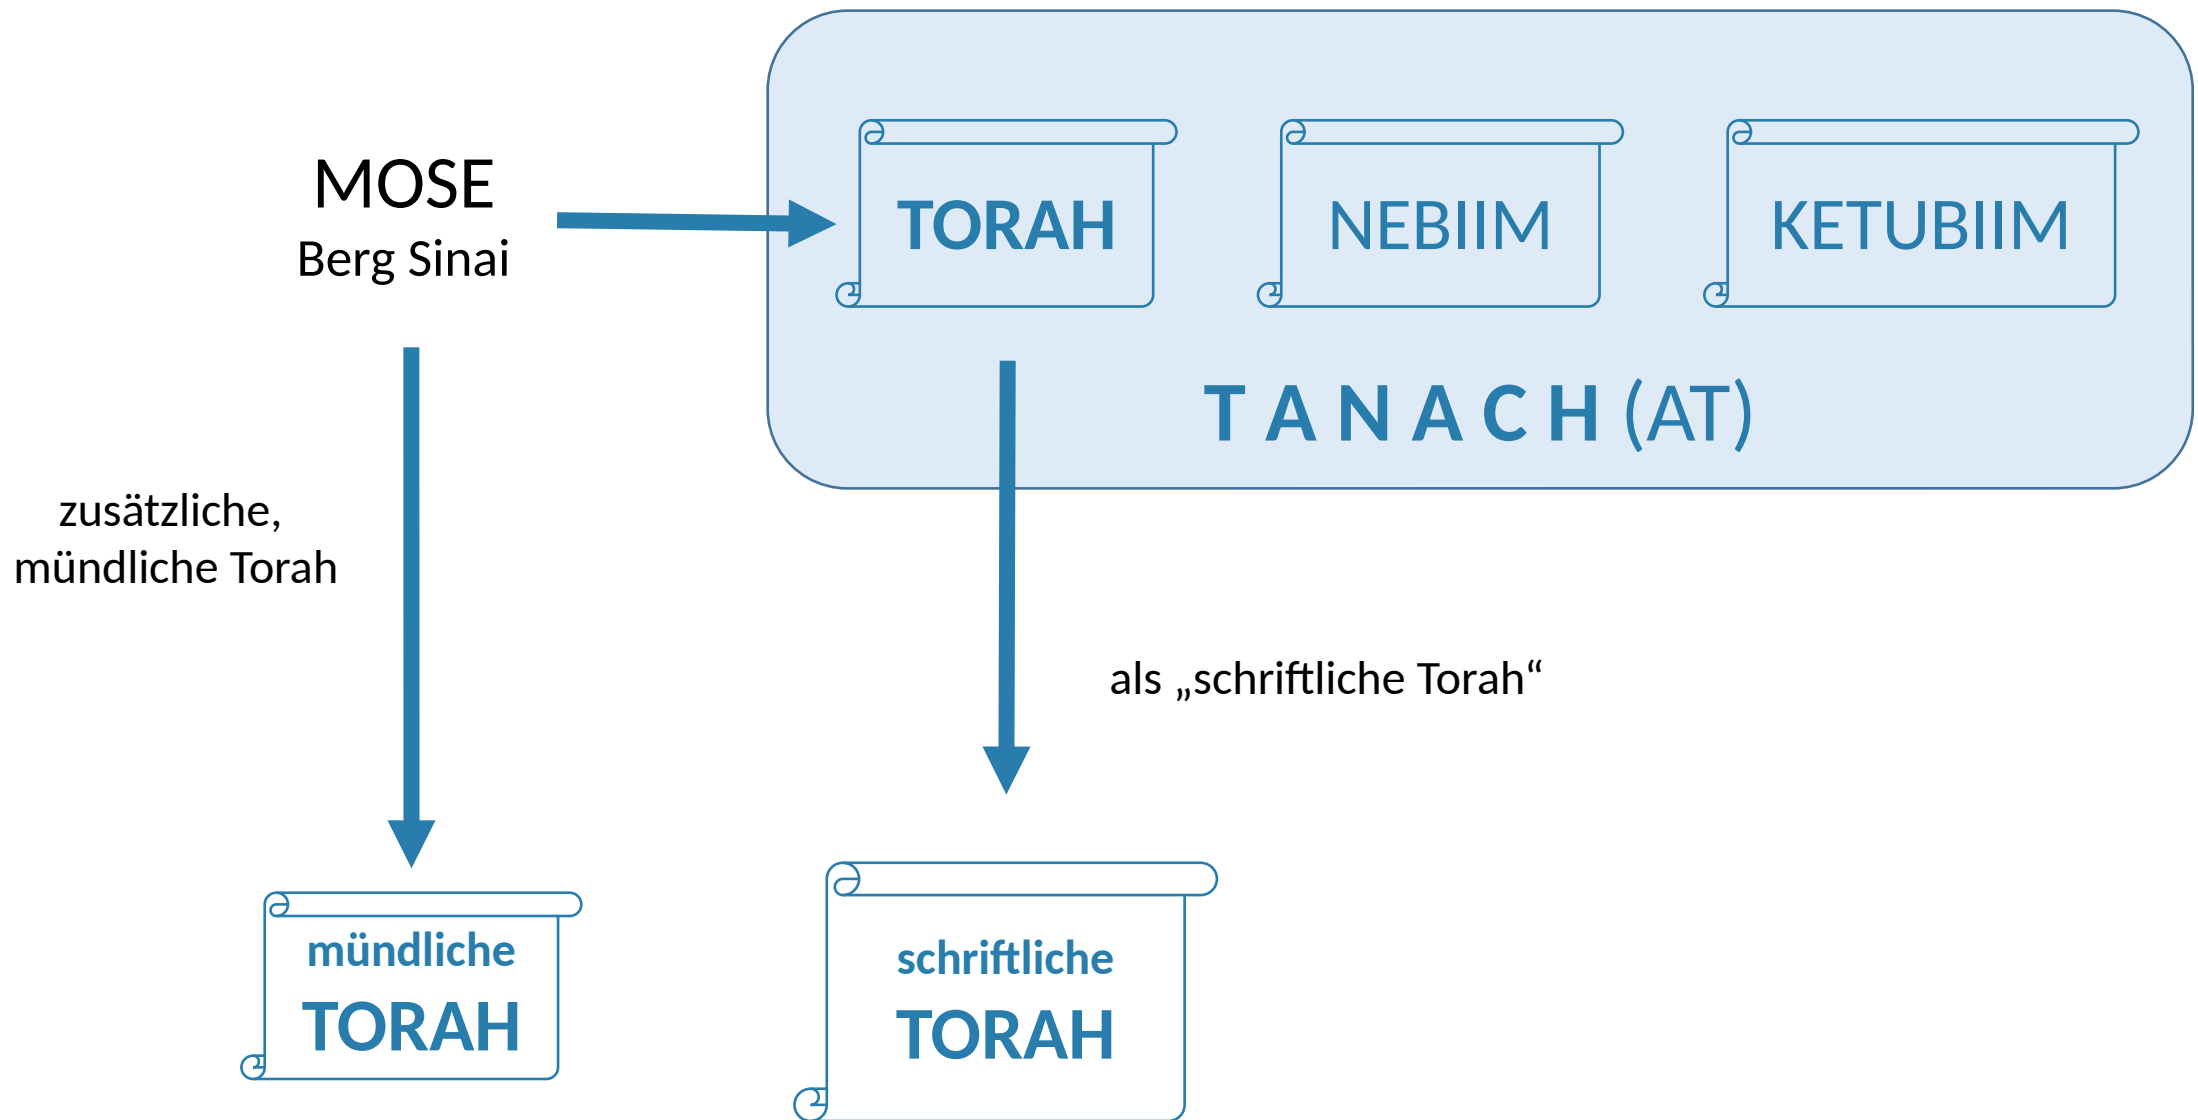 MOSE
Berg Sinai
TORAH
NEBIIM
KETUBIIM
T A N A C H (AT)
zusätzliche,
mündliche Torah
als „schriftliche Torah“
mündliche
TORAH
schriftliche
TORAH